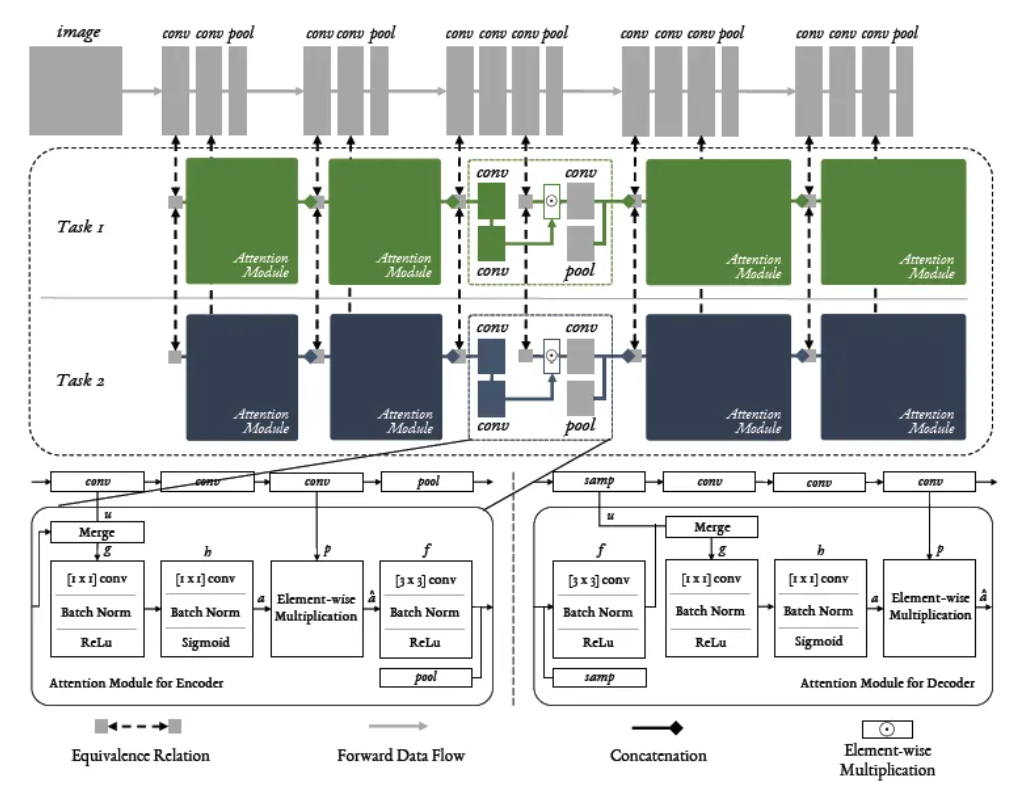 image conv conv pool conv conv pool conv conv conv pool conv conv conv pool conv conv conv pool
Task 1
conv conv
Attention Module
Attention Module
conv pool
Attention Module
Attention Module
Task 2
conv conv
Attention Module
Attention Module
conv pool
Attention Module
Attention Module
conv conv conv pool
samp conv conv conv
u
Merge
g h p f
[1 x 1] conv
Batch Norm
ReLu
[1 x 1] conv
Batch Norm
Sigmoid
a
Element-wise
Multiplication
â
[3 x 3] conv
Batch Norm
ReLu
pool
Attention Module for Encoder
u
Merge
f g h p
[3 x 3] conv
Batch Norm
ReLu
samp
[1 x 1] conv
Batch Norm
ReLu
[1 x 1] conv
Batch Norm
Sigmoid
a
Element-wise
Multiplication
â
Attention Module for Decoder
Equivalence Relation
Forward Data Flow
Concatenation
Element-wise
Multiplication